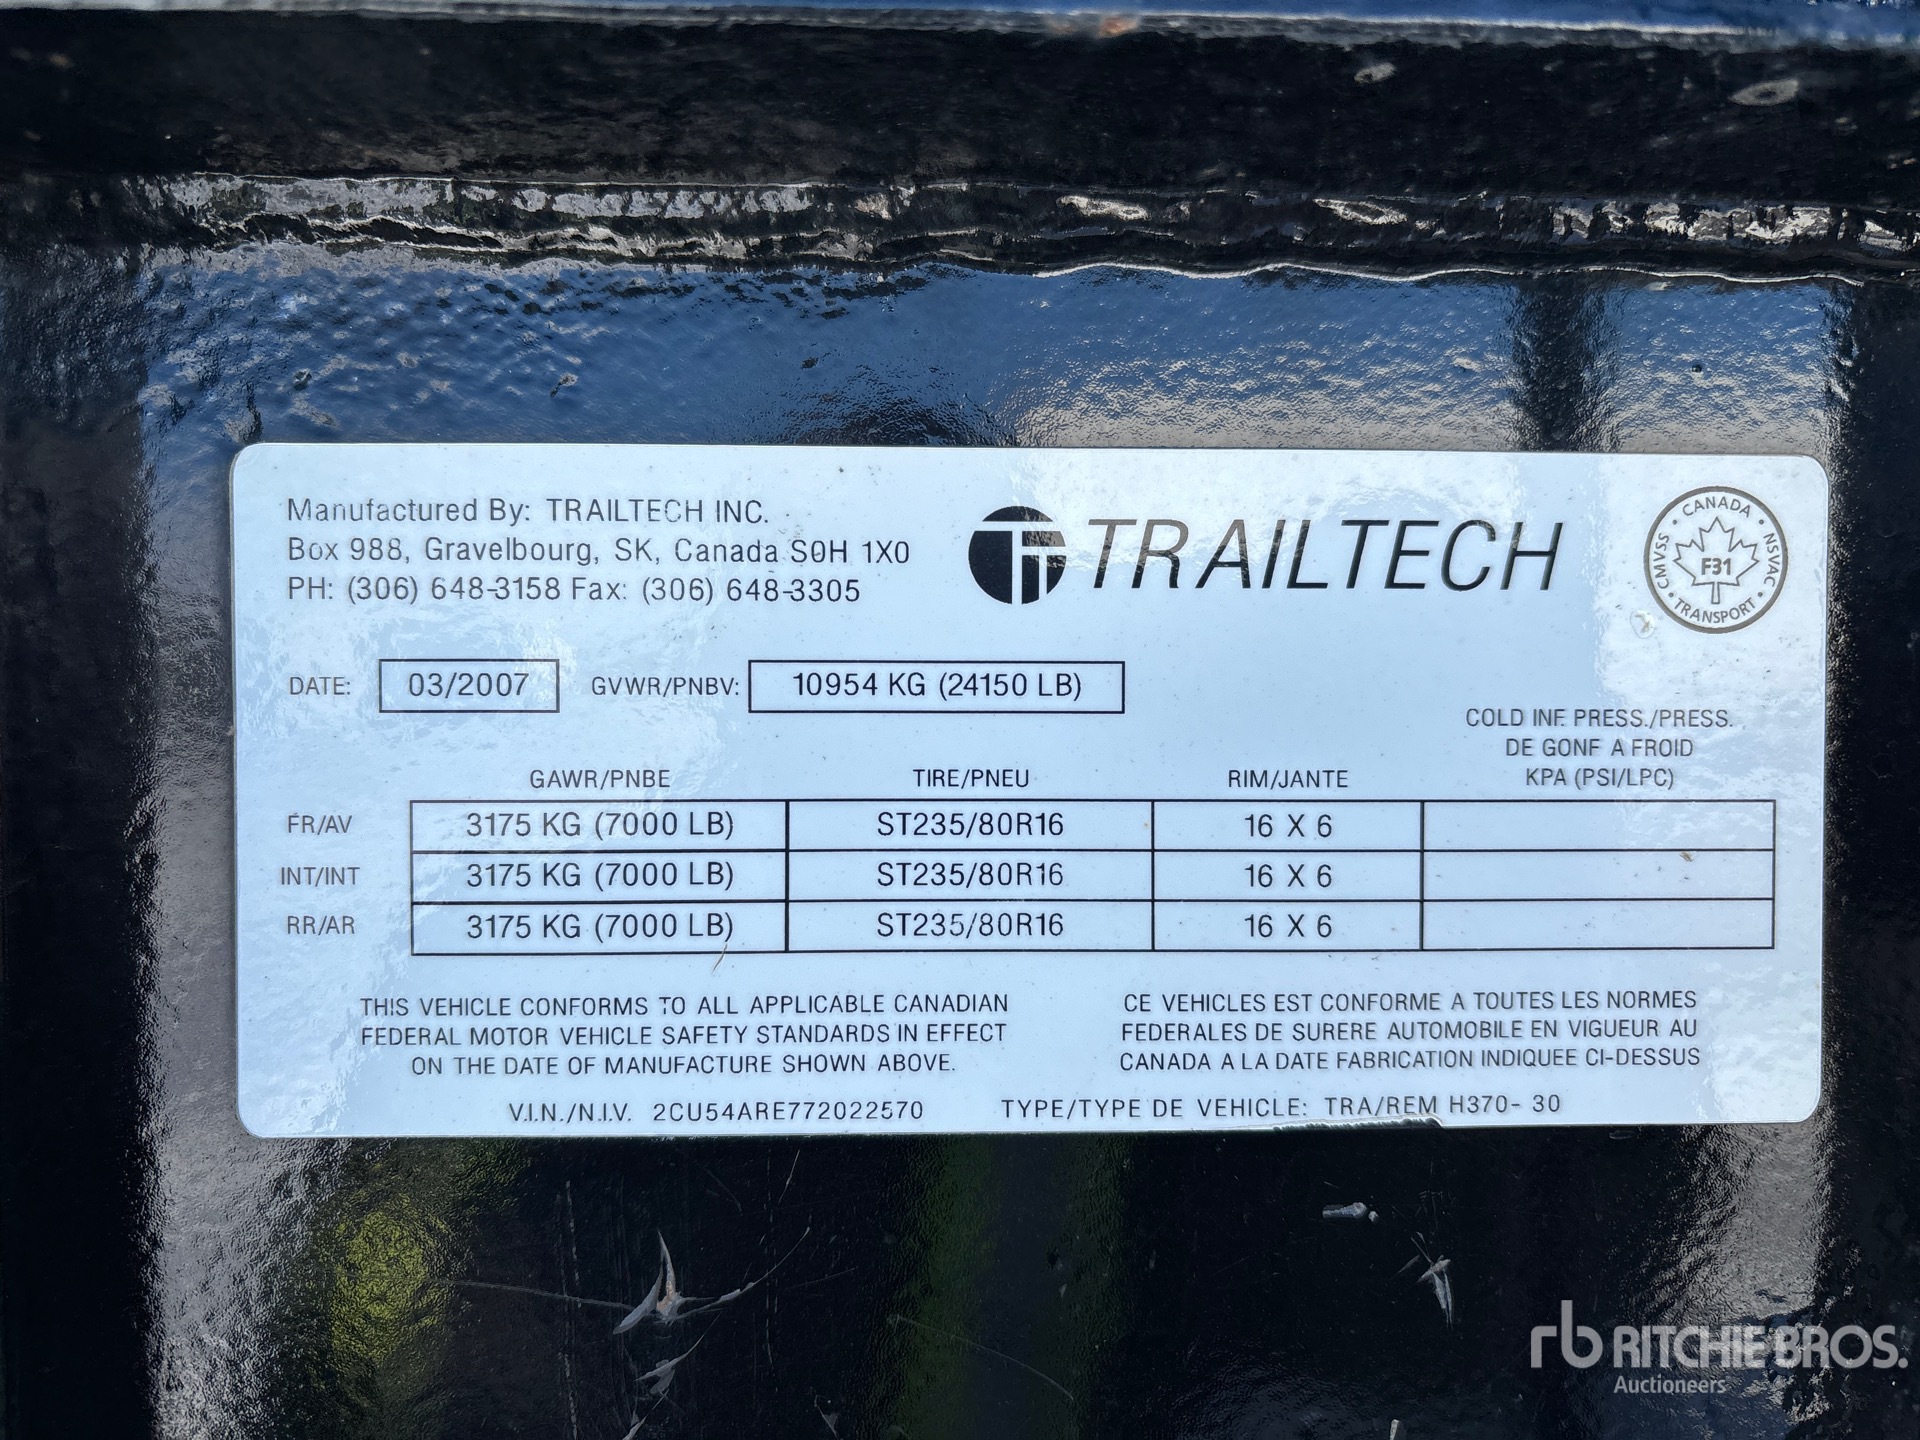 Manufactured By: TRAILTECH INC.
Box 988, Gravelbourg, SK, Canada S0H 1X0
PH: (306) 648-3158 Fax: (306) 648-3305
TRAILTECH
CANADA
CMVSS
F31
NSVAC
TRANSPORT
DATE: 03/2007 GVWR/PNBV: 10954 KG (24150 LB)
COLD INF. PRESS./PRESS.
DE GONF A FROID
GAWR/PNBE TIRE/PNEU RIM/JANTE KPA (PSI/LPC)
FR/AV 3175 KG (7000 LB) ST235/80R16 16 X 6
INT/INT 3175 KG (7000 LB) ST235/80R16 16 X 6
RR/AR 3175 KG (7000 LB) ST235/80R16 16 X 6
THIS VEHICLE CONFORMS TO ALL APPLICABLE CANADIAN
FEDERAL MOTOR VEHICLE SAFETY STANDARDS IN EFFECT
ON THE DATE OF MANUFACTURE SHOWN ABOVE.
CE VEHICLES EST CONFORME A TOUTES LES NORMES
FEDERALES DE SURERE AUTOMOBILE EN VIGUEUR AU
CANADA A LA DATE FABRICATION INDIQUEE CI-DESSUS
V.I.N./N.I.V. 2CU54ARE772022570 TYPE/TYPE DE VEHICLE: TRA/REM H370- 30
rb RITCHIE BROS.
Auctioneers